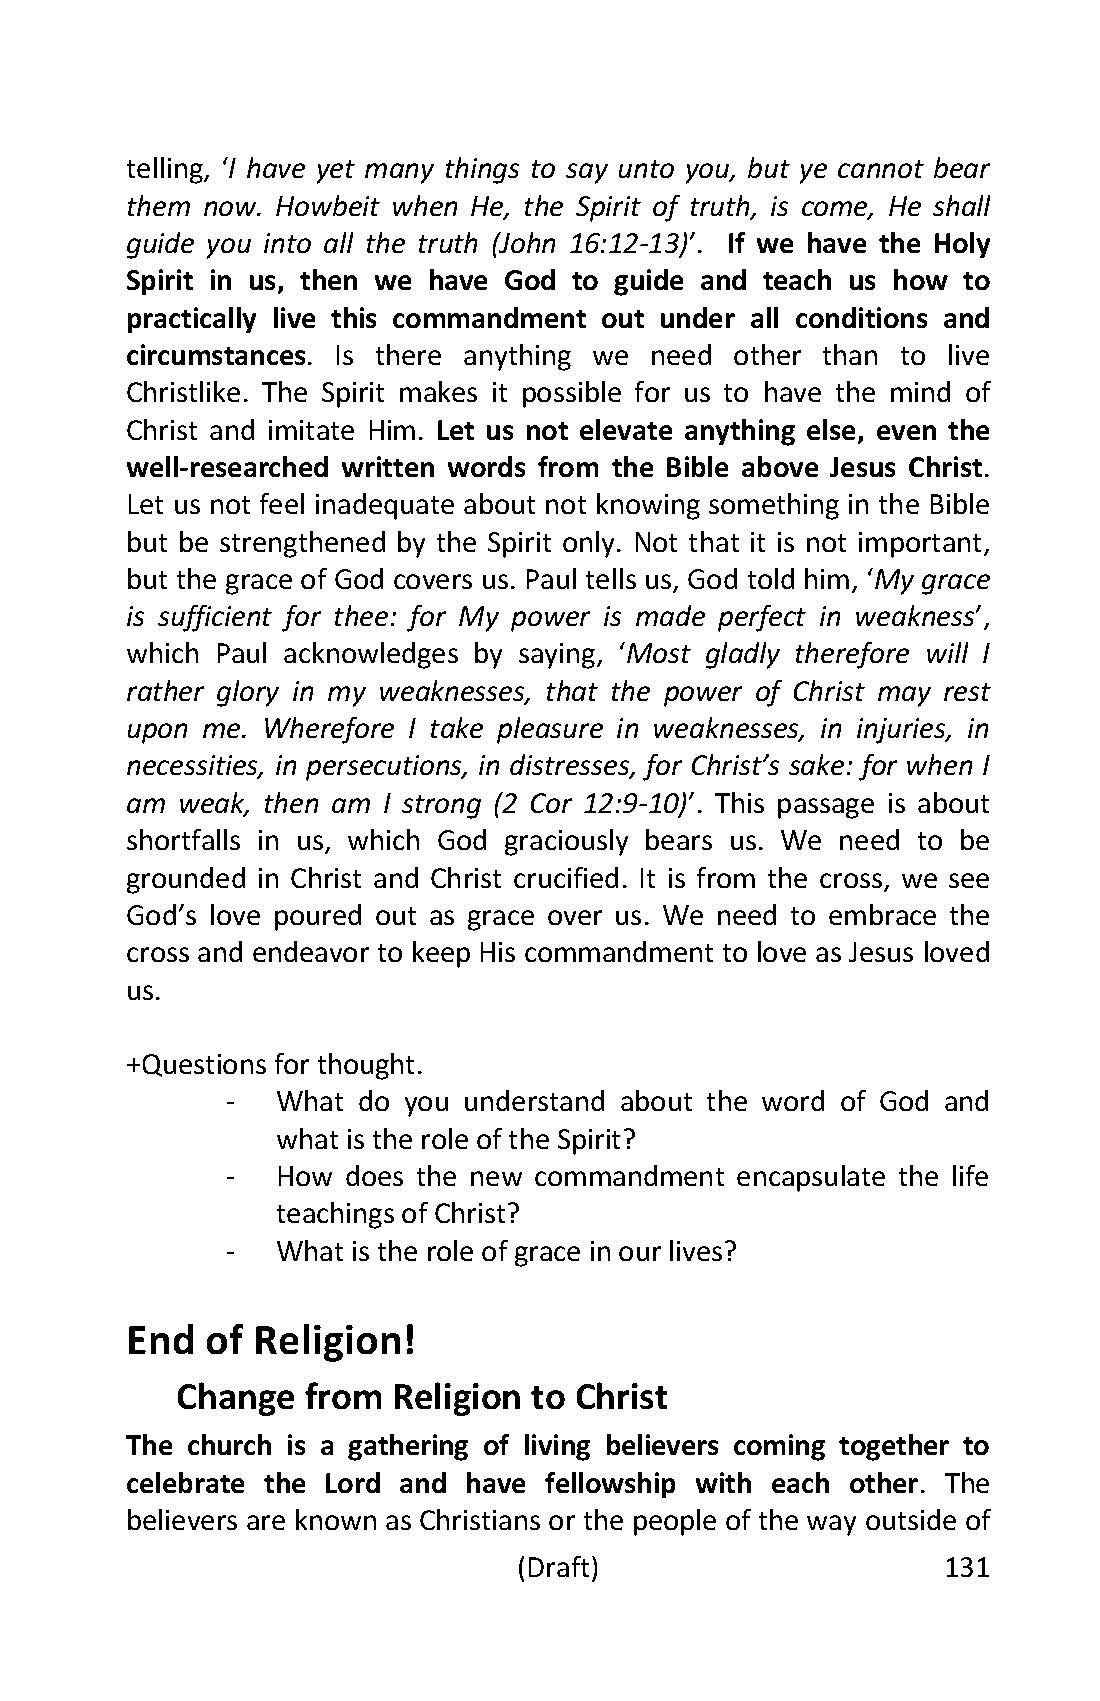 telling, ‘I have yet many things to say unto you, but ye cannot bear
them now. Howbeit when He, the Spirit of truth, is come, He shall
guide you into all the truth (John 16:12-13)’. If we have the Holy
Spirit in us, then we have God to guide and teach us how to
practically live this commandment out under all conditions and
circumstances. Is there anything we need other than to live
Christlike. The Spirit makes it possible for us to have the mind of
Christ and imitate Him. Let us not elevate anything else, even the
well-researched written words from the Bible above Jesus Christ.
Let us not feel inadequate about not knowing something in the Bible
but be strengthened by the Spirit only. Not that it is not important,
but the grace of God covers us. Paul tells us, God told him, ‘My grace
is sufficient for thee: for My power is made perfect in weakness’,
which Paul acknowledges by saying, ‘Most gladly therefore will I
rather glory in my weaknesses, that the power of Christ may rest
upon me. Wherefore I take pleasure in weaknesses, in injuries, in
necessities, in persecutions, in distresses, for Christ’s sake: for when I
am weak, then am I strong (2 Cor 12:9-10)’. This passage is about
shortfalls in us, which God graciously bears us. We need to be
grounded in Christ and Christ crucified. It is from the cross, we see
God’s love poured out as grace over us. We need to embrace the
cross and endeavor to keep His commandment to love as Jesus loved
us.
+Questions for thought.
- What do you understand about the word of God and
what is the role of the Spirit?
- How does the new commandment encapsulate the life
teachings of Christ?
- What is the role of grace in our lives?
End of Religion!
Change from Religion to Christ
The church is a gathering of living believers coming together to
celebrate the Lord and have fellowship with each other. The
believers are known as Christians or the people of the way outside of
(Draft) 131